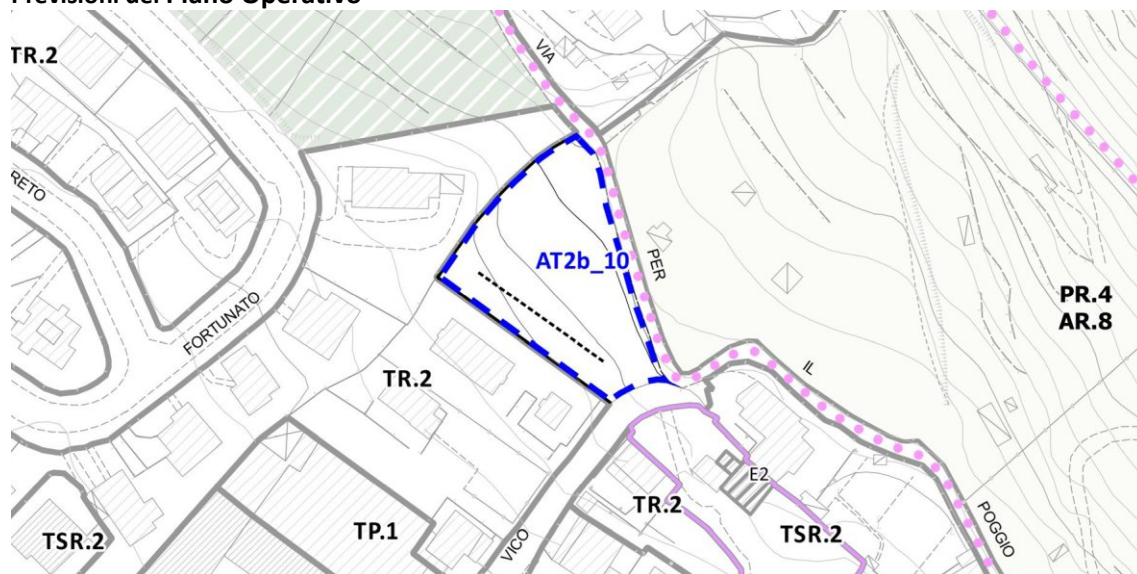 Previsioni del Piano Operativo
TR.2
VIA
RETO
PER
AT2b_10
PR.4
AR.8
FORTUNATO
IL
TR.2
E2
TR.2
POGGIO
TSR.2
TP.1
VICO
TSR.2